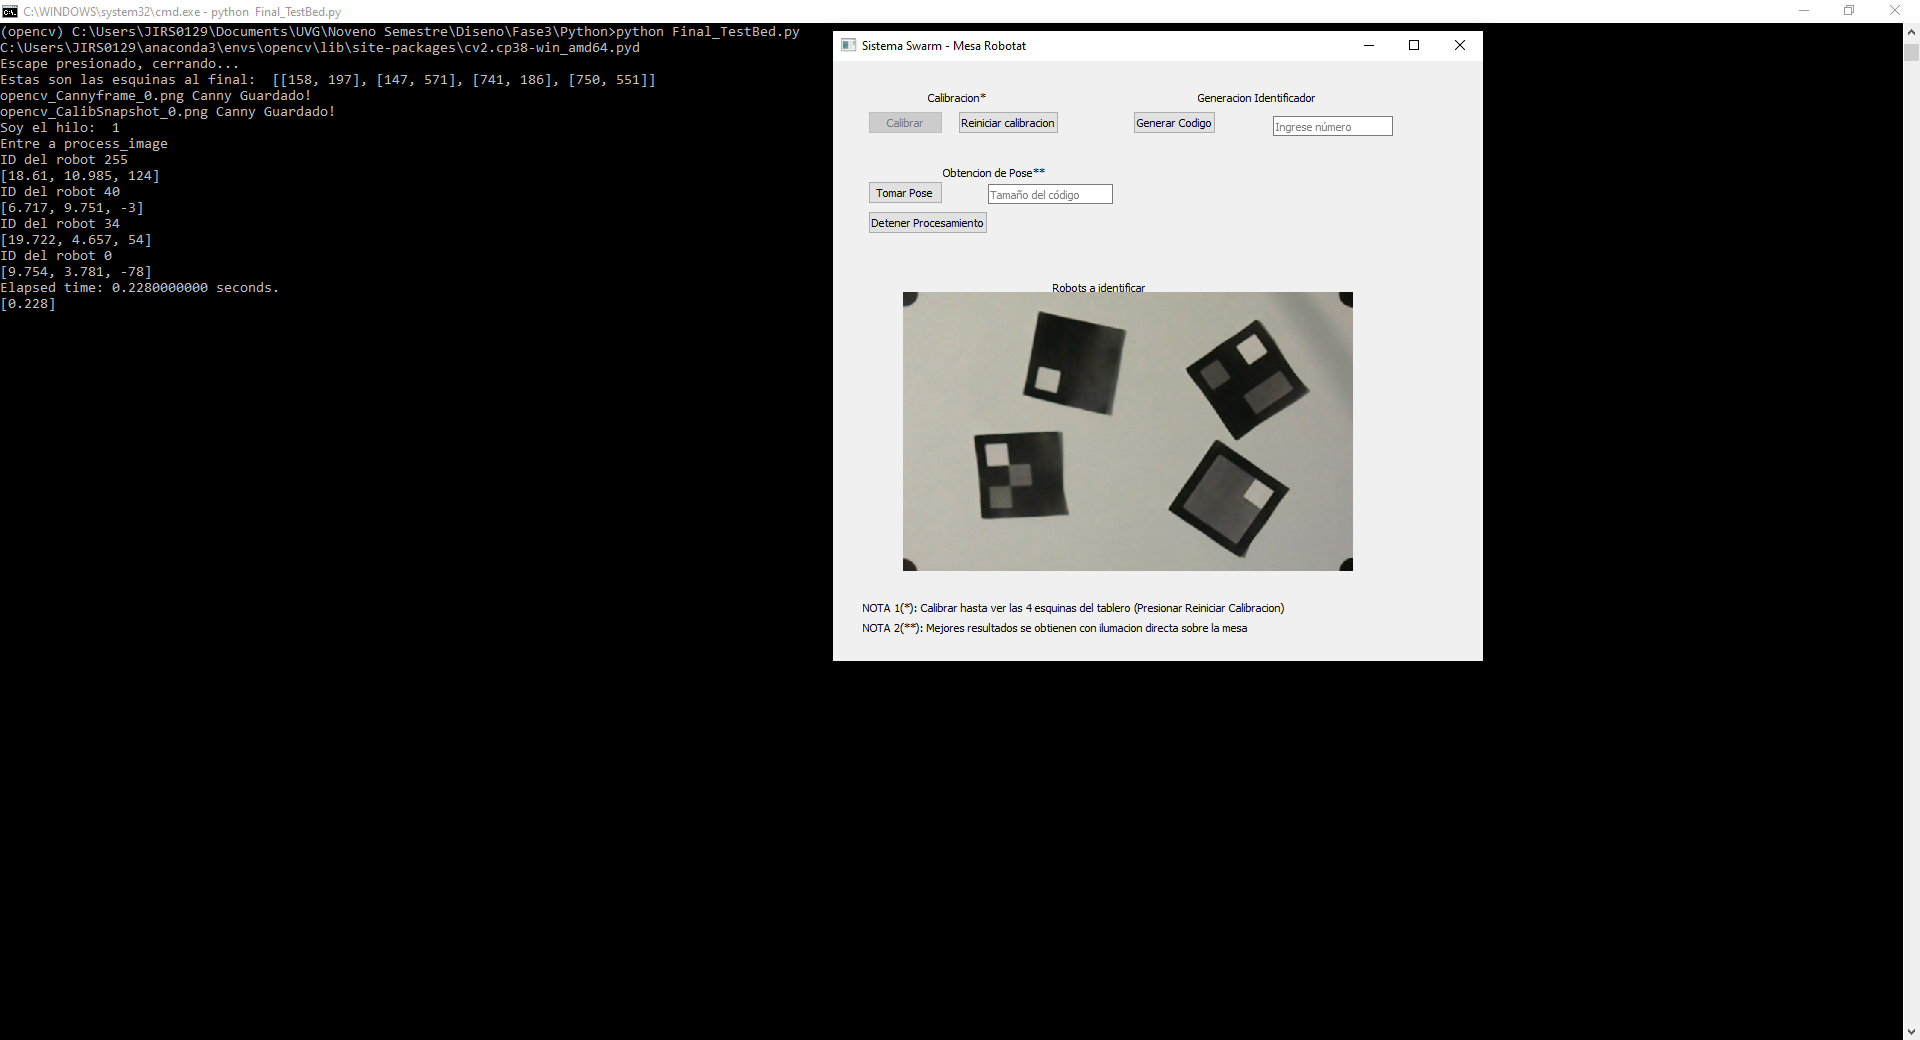 C:\WINDOWS\system32\cmd.exe - python  Final_TestBed.py
(opencv) C:\Users\JIRS0129\Documents\UVG\Noveno Semestre\Diseno\Fase3\Python>python Final_TestBed.py
C:\Users\JIRS0129\anaconda3\envs\opencv\lib\site-packages\cv2.cp38-win_amd64.pyd
Escape presionado, cerrando...
Estas son las esquinas al final:  [[158, 197], [147, 571], [741, 186], [750, 551]]
opencv_Cannyframe_0.png Canny Guardado!
opencv_CalibSnapshot_0.png Canny Guardado!
Soy el hilo:  1
Entre a process_image
ID del robot 255
[18.61, 10.985, 124]
ID del robot 40
[6.717, 9.751, -3]
ID del robot 34
[19.722, 4.657, 54]
ID del robot 0
[9.754, 3.781, -78]
Elapsed time: 0.2280000000 seconds.
[0.228]
Sistema Swarm - Mesa Robotat
Calibracion*
Generacion Identificador
Calibrar
Reiniciar calibracion
Generar Codigo
Ingrese número
Obtencion de Pose**
Tomar Pose
Tamaño del código
Detener Procesamiento
Robots a identificar
NOTA 1(*): Calibrar hasta ver las 4 esquinas del tablero (Presionar Reiniciar Calibracion)
NOTA 2(**): Mejores resultados se obtienen con ilumacion directa sobre la mesa